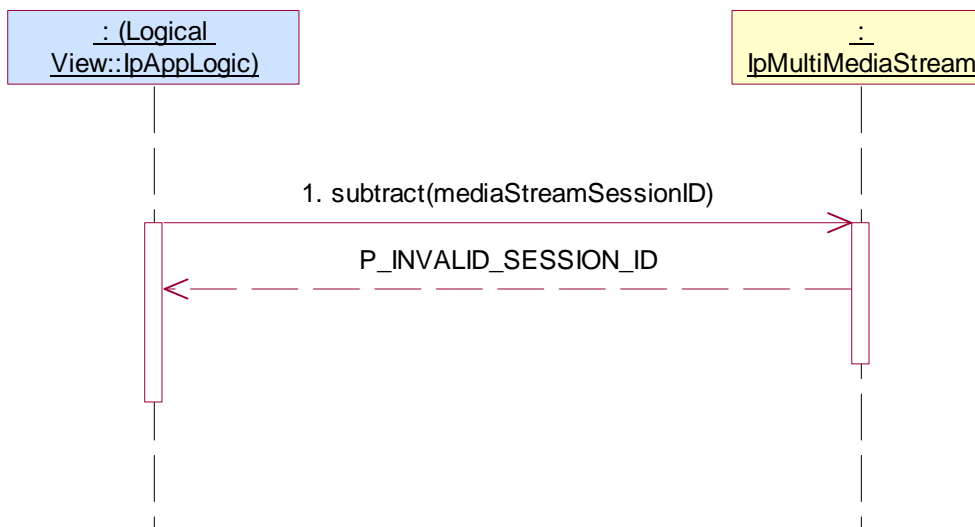 : (Logical
View::IpAppLogic)
:
IpMultiMediaStream
1. subtract(mediaStreamSessionID)
P_INVALID_SESSION_ID